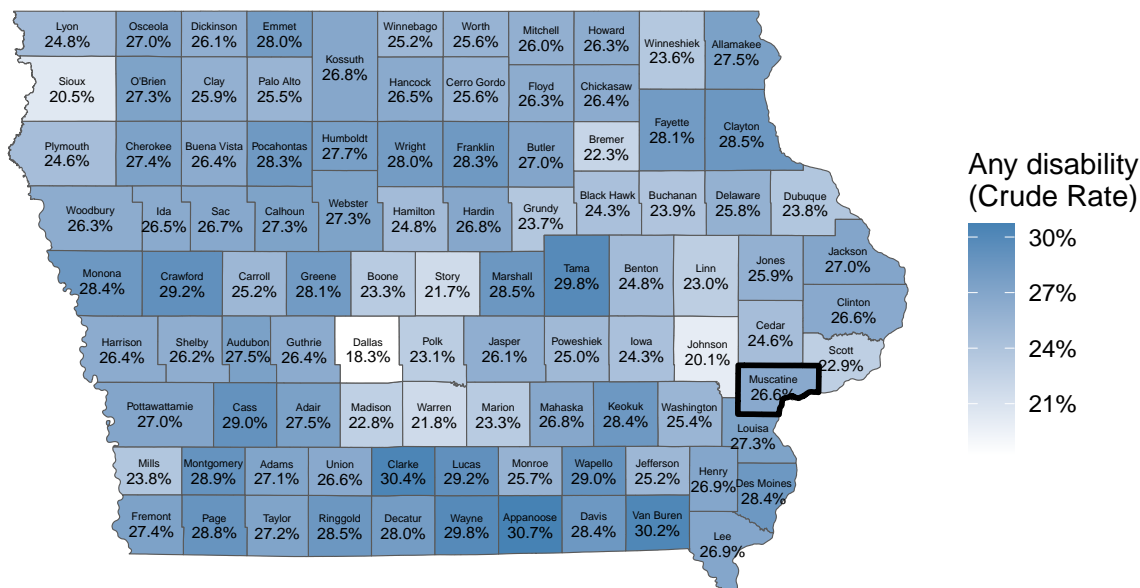 Lyon
24.8%
Osceola
27.0%
Dickinson
26.1%
Emmet
28.0%
Kossuth
26.8%
Winnebago
25.2%
Worth
25.6%
Mitchell
26.0%
Howard
26.3%
Winneshiek
23.6%
Allamakee
27.5%
Sioux
20.5%
O'Brien
27.3%
Clay
25.9%
Palo Alto
25.5%
Hancock
26.5%
Cerro Gordo
25.6%
Floyd
26.3%
Chickasaw
26.4%
Plymouth
24.6%
Cherokee
27.4%
Buena Vista
26.4%
Pocahontas
28.3%
Humboldt
27.7%
Wright
28.0%
Franklin
28.3%
Butler
27.0%
Bremer
22.3%
Fayette
28.1%
Clayton
28.5%
Woodbury
26.3%
Ida
26.5%
Sac
26.7%
Calhoun
27.3%
Webster
27.3%
Hamilton
24.8%
Hardin
26.8%
Grundy
23.7%
Black Hawk
24.3%
Buchanan
23.9%
Delaware
25.8%
Dubuque
23.8%
Monona
28.4%
Crawford
29.2%
Carroll
25.2%
Greene
28.1%
Boone
23.3%
Story
21.7%
Marshall
28.5%
Tama
29.8%
Benton
24.8%
Linn
23.0%
Jones
25.9%
Jackson
27.0%
Clinton
26.6%
Harrison
26.4%
Shelby
26.2%
Audubon
27.5%
Guthrie
26.4%
Dallas
18.3%
Polk
23.1%
Jasper
26.1%
Poweshiek
25.0%
Iowa
24.3%
Johnson
20.1%
Cedar
24.6%
Scott
22.9%
Muscatine
26.6%
Pottawattamie
27.0%
Cass
29.0%
Adair
27.5%
Madison
22.8%
Warren
21.8%
Marion
23.3%
Mahaska
26.8%
Keokuk
28.4%
Washington
25.4%
Louisa
27.3%
Mills
23.8%
Montgomery
28.9%
Adams
27.1%
Union
26.6%
Clarke
30.4%
Lucas
29.2%
Monroe
25.7%
Wapello
29.0%
Jefferson
25.2%
Henry
26.9%
Des Moines
28.4%
Fremont
27.4%
Page
28.8%
Taylor
27.2%
Ringgold
28.5%
Decatur
28.0%
Wayne
29.8%
Appanoose
30.7%
Davis
28.4%
Van Buren
30.2%
Lee
26.9%
Any disability
(Crude Rate)
30%
27%
24%
21%